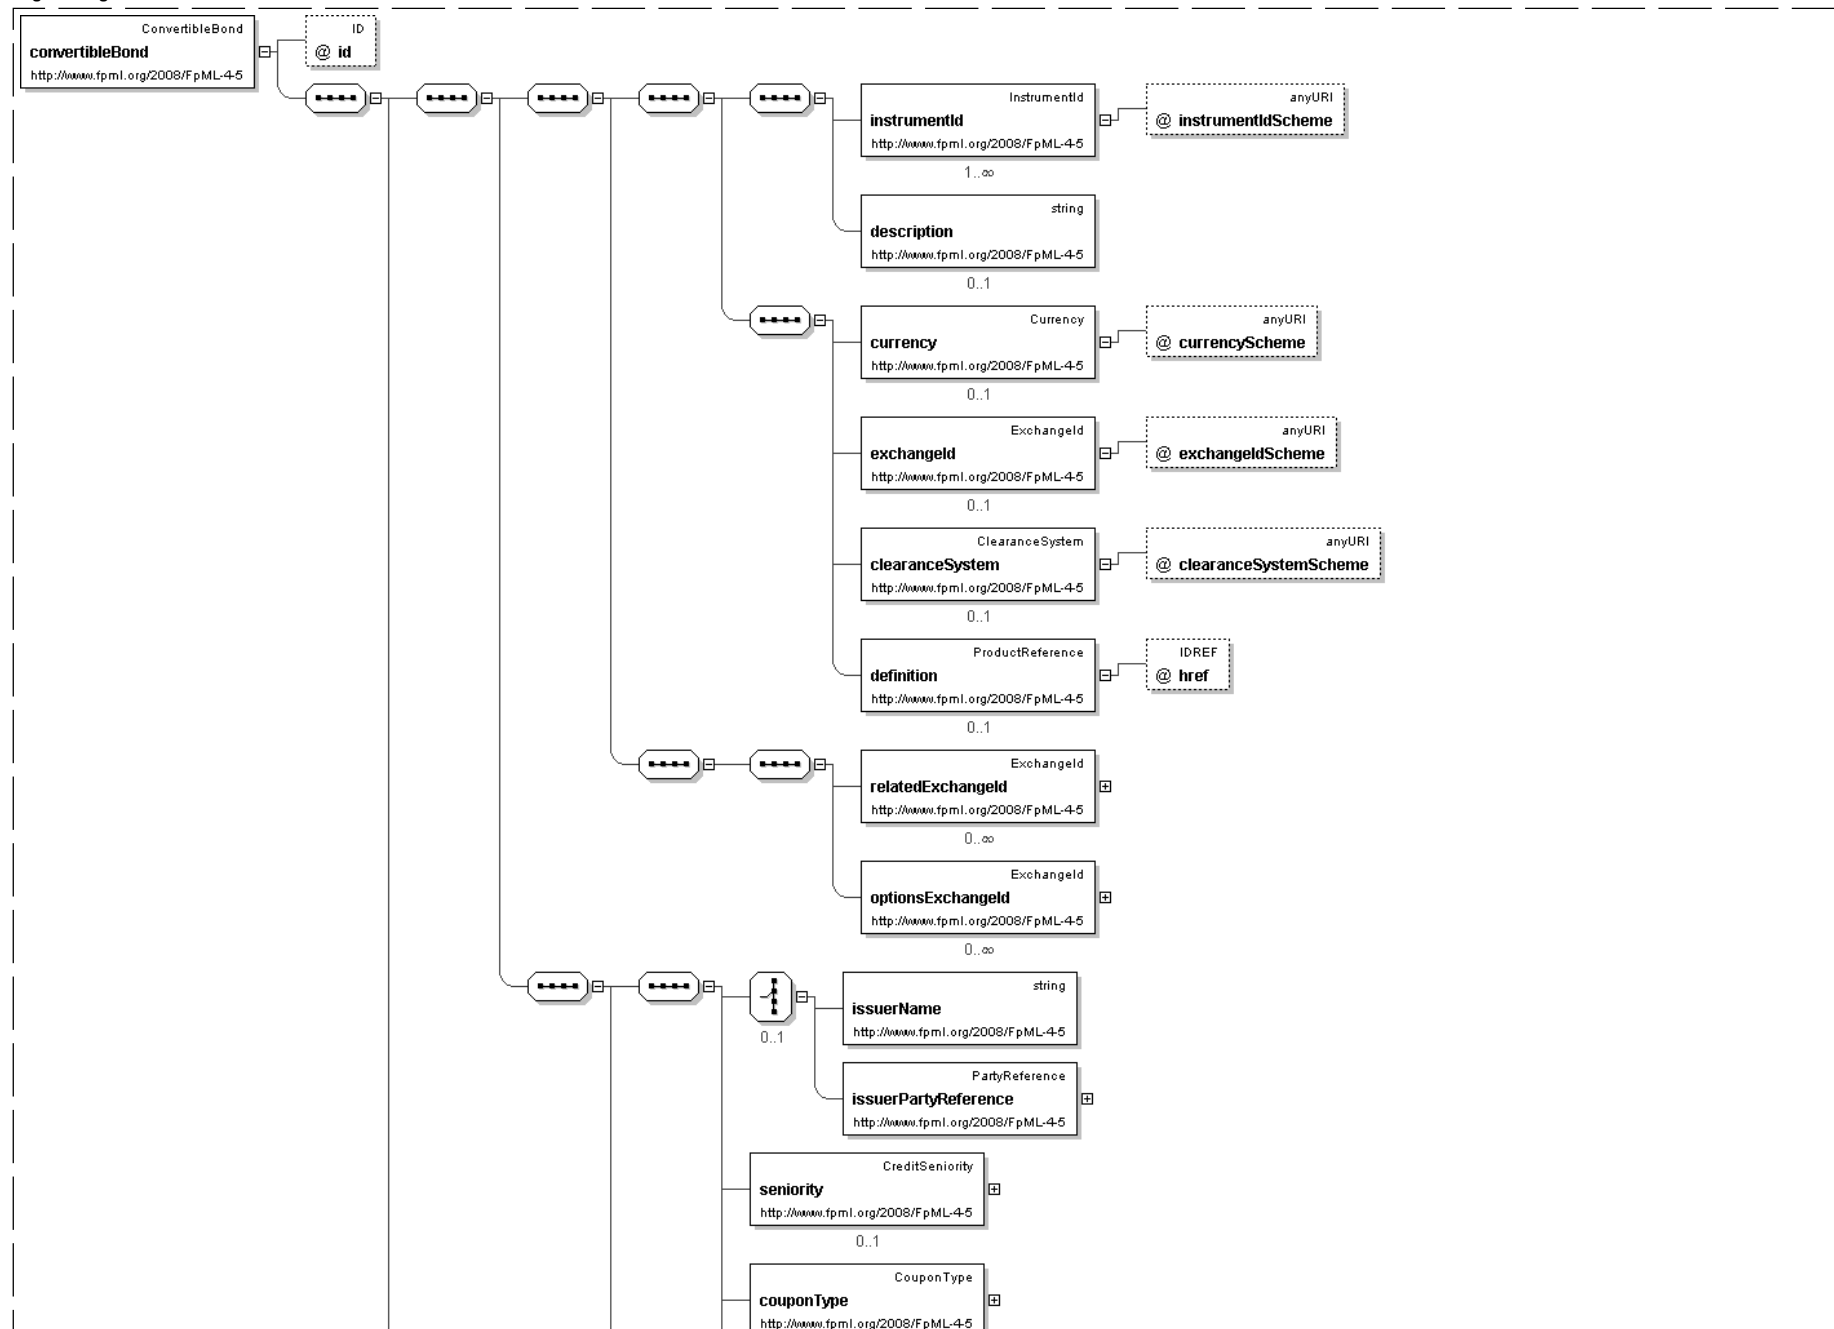 ConvertibleBond
convertibleBond
http://www.fpml.org/2008/FpML-4-5
ID
@ id
InstrumentId
instrumentId
http://www.fpml.org/2008/FpML-4-5
1..∞
anyURI
@ instrumentIdScheme
string
description
http://www.fpml.org/2008/FpML-4-5
0..1
Currency
currency
http://www.fpml.org/2008/FpML-4-5
0..1
anyURI
@ currencyScheme
ExchangeId
exchangeId
http://www.fpml.org/2008/FpML-4-5
0..1
anyURI
@ exchangeIdScheme
ClearanceSystem
clearanceSystem
http://www.fpml.org/2008/FpML-4-5
0..1
anyURI
@ clearanceSystemScheme
ProductReference
definition
http://www.fpml.org/2008/FpML-4-5
0..1
IDREF
@ href
ExchangeId
relatedExchangeId
http://www.fpml.org/2008/FpML-4-5
0..∞
ExchangeId
optionsExchangeId
http://www.fpml.org/2008/FpML-4-5
0..∞
0..1
string
issuerName
http://www.fpml.org/2008/FpML-4-5
PartyReference
issuerPartyReference
http://www.fpml.org/2008/FpML-4-5
CreditSeniority
seniority
http://www.fpml.org/2008/FpML-4-5
0..1
CouponType
couponType
http://www.fpml.org/2008/FpML-4-5